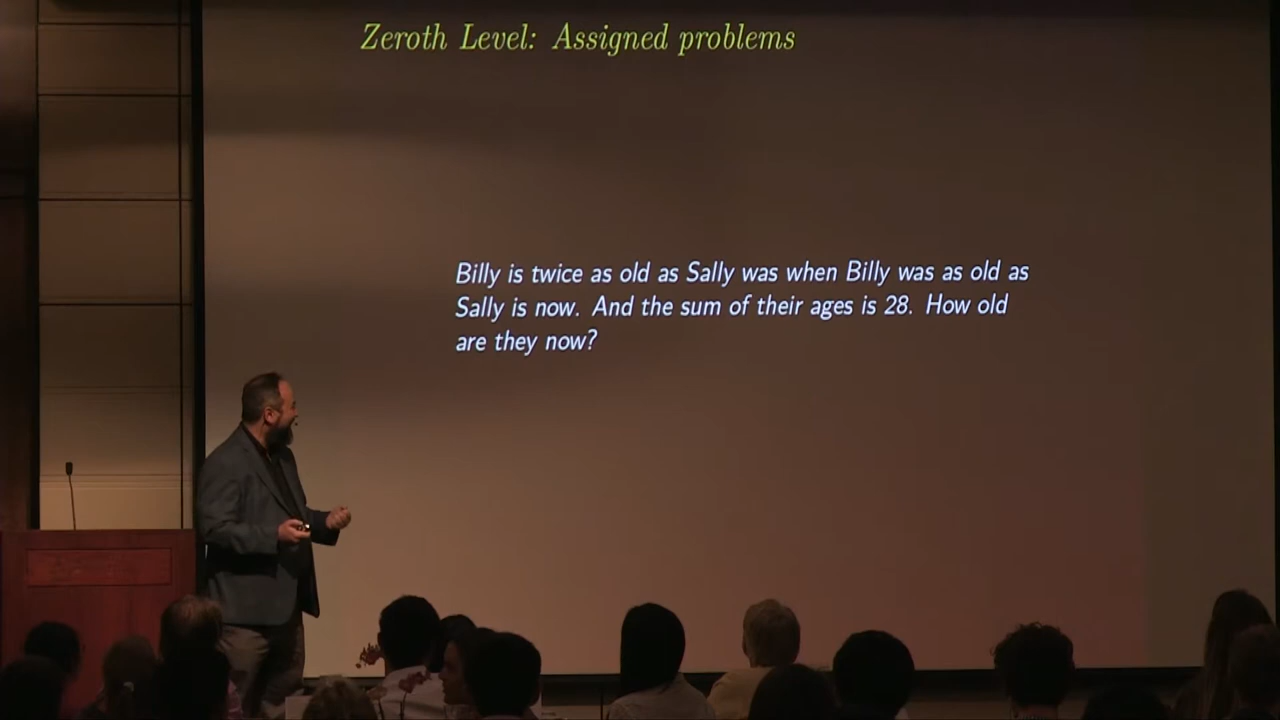 Zeroth Level: Assigned problems
Billy is twice as old as Sally was when Billy was as old as
Sally is now. And the sum of their ages is 28. How old
are they now?